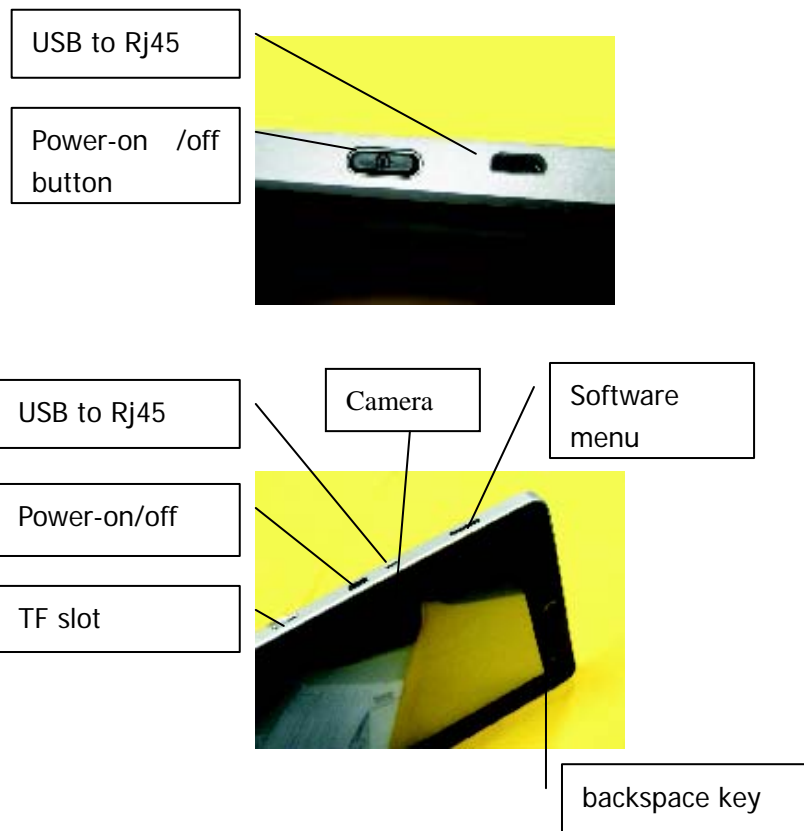 USB to Rj45
Power-on /off
button
USB to Rj45
Camera
Software
menu
Power-on/off
TF slot
backspace key